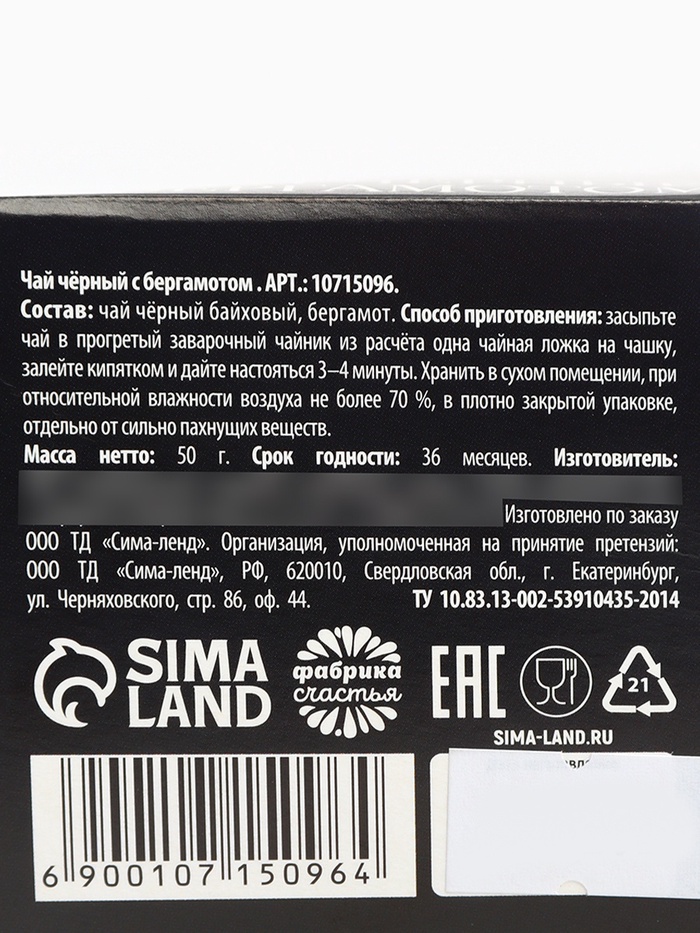 Чай чёрный с бергамотом . АРТ.: 10715096.
Состав: чай чёрный байховый, бергамот. Способ приготовления: засыпьте
чай в прогретый заварочный чайник из расчёта одна чайная ложка на чашку,
залейте кипятком и дайте настояться 3–4 минуты. Хранить в сухом помещении, при
относительной влажности воздуха не более 70 %, в плотно закрытой упаковке,
отдельно от сильно пахнущих веществ.
Масса нетто: 50 г. Срок годности: 36 месяцев. Изготовитель:
Изготовлено по заказу
ООО ТД «Сима-ленд». Организация, уполномоченная на принятие претензий:
ООО ТД «Сима-ленд», РФ, 620010, Свердловская обл., г. Екатеринбург,
ул. Черняховского, стр. 86, оф. 44. ТУ 10.83.13-002-53910435-2014
SIMA
LAND
фабрика
счастья
EAC
21
SIMA-LAND.RU
6 900107 150964